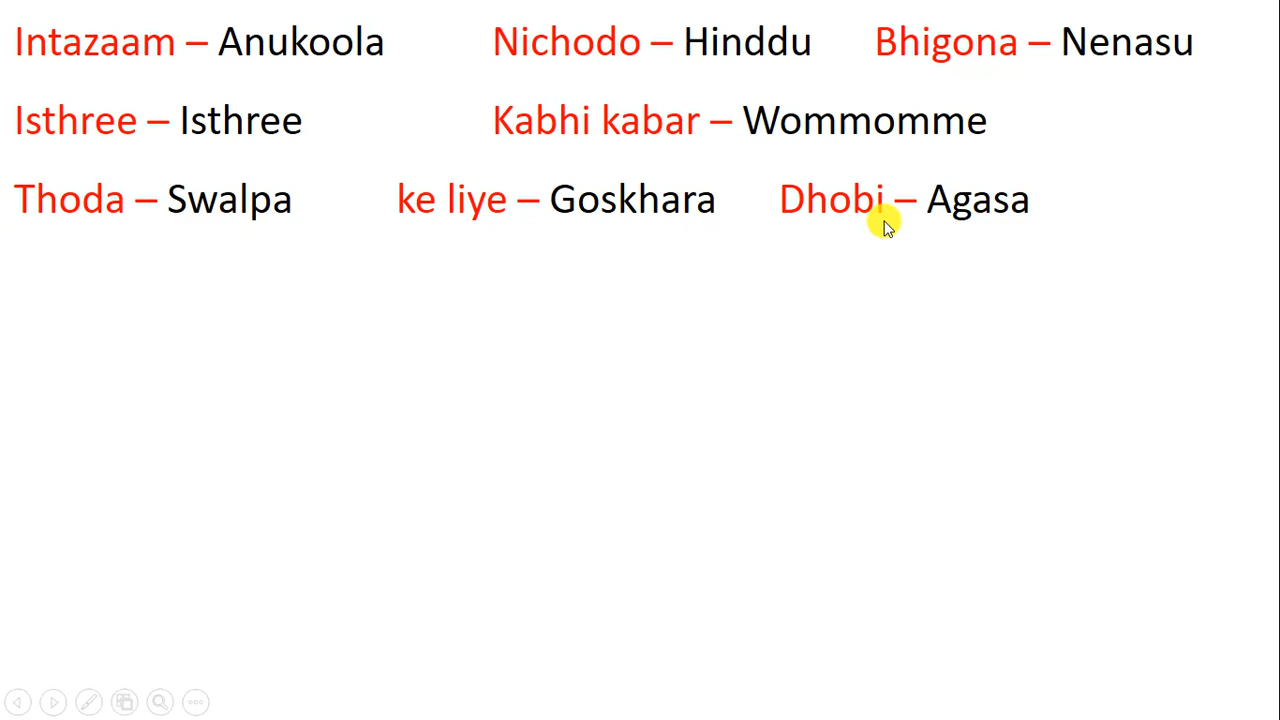 Intazaam – Anukoola Nichodo – Hinddu Bhigona – Nenasu
Isthree – Isthree Kabhi kabar – Wommomme
Thoda – Swalpa ke liye – Goskhara Dhobi – Agasa